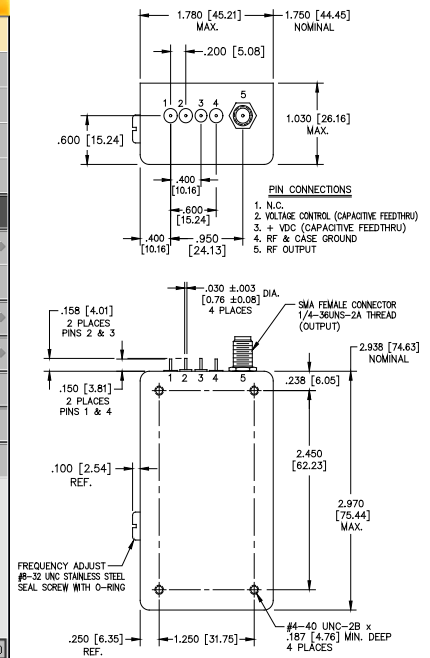 1.780 [45.21]
MAX.
1.750 [44.45]
NOMINAL
.200 [5.08]
1 2 3 4
5
1.030 [26.16]
MAX.
.600 [15.24]
.400
[10.16]
.600
[15.24]
.400
[10.16]
.950
[24.13]
PIN CONNECTIONS
1. N.C.
2. VOLTAGE CONTROL (CAPACITIVE FEEDTHRU)
3. + VDC (CAPACITIVE FEEDTHRU)
4. RF & CASE GROUND
5. RF OUTPUT
.030 ±.003
[0.76 ±0.08]
DIA.
4 PLACES
.158 [4.01]
2 PLACES
PINS 2 & 3
SMA FEMALE CONNECTOR
1/4-36UNS-2A THREAD
(OUTPUT)
2.938 [74.63]
NOMINAL
1 2 3 4 5
.238 [6.05]
.150 [3.81]
2 PLACES
PINS 1 & 4
2.450
[62.23]
.100 [2.54]
REF.
2.970
[75.44]
MAX.
FREQUENCY ADJUST
#8-32 UNC STAINLESS STEEL
SEAL SCREW WITH O-RING
#4-40 UNC-2B x
.187 [4.76] MIN. DEEP
4 PLACES
.250 [6.35]
REF.
1.250 [31.75]